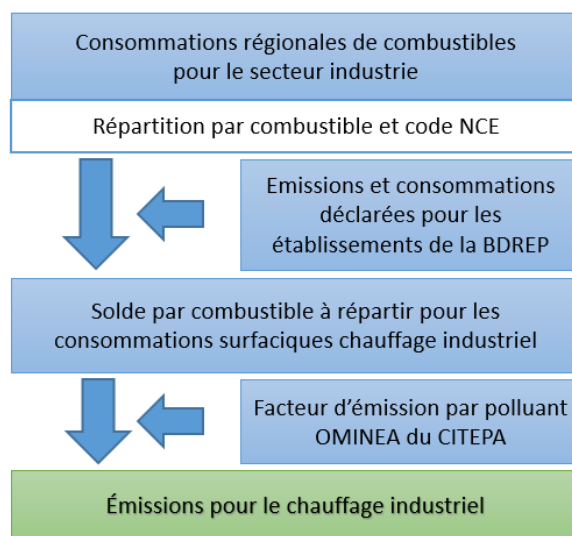 Consommations régionales de combustibles
pour le secteur industrie
Répartition par combustible et code NCE
Emissions et consommations
déclarées pour les
établissements de la BDREP
Solde par combustible à répartir pour les
consommations surfaciques chauffage industriel
Facteur d’émission par polluant
OMINEA du CITEPA
Émissions pour le chauffage industriel